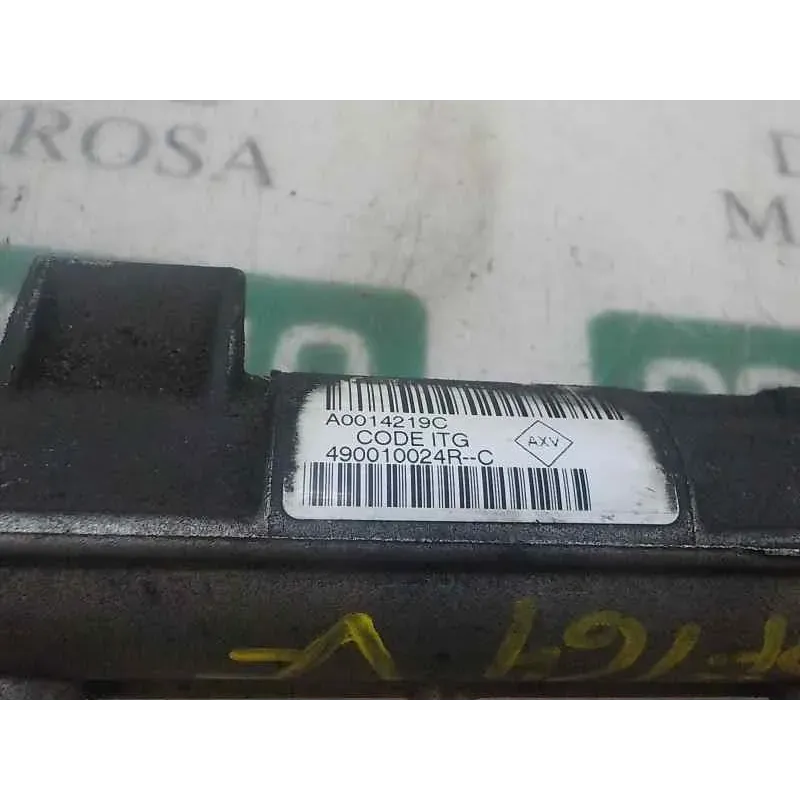 ROSA
D
M
A0014219C
CODE ITG
490010024R--C
AXV